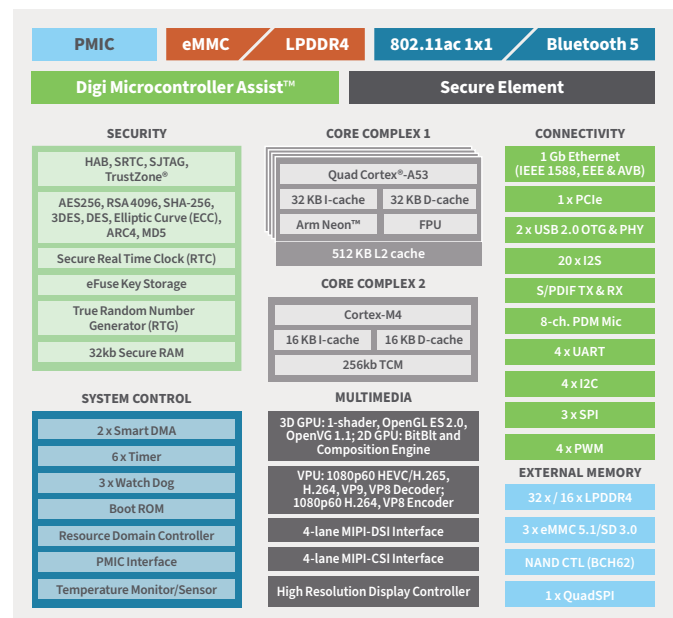 PMIC
eMMC
LPDDR4
802.11ac 1x1
Bluetooth 5
Digi Microcontroller Assist™
Secure Element
SECURITY
HAB, SRTC, SJTAG,
TrustZone®
AES256, RSA 4096, SHA-256,
3DES, DES, Elliptic Curve (ECC),
ARC4, MD5
Secure Real Time Clock (RTC)
eFuse Key Storage
True Random Number
Generator (RTG)
32kb Secure RAM
SYSTEM CONTROL
2 x Smart DMA
6 x Timer
3 x Watch Dog
Boot ROM
Resource Domain Controller
PMIC Interface
Temperature Monitor/Sensor
CORE COMPLEX 1
Quad Cortex®-A53
32 KB I-cache
32 KB D-cache
Arm Neon™
FPU
512 KB L2 cache
CORE COMPLEX 2
Cortex-M4
16 KB I-cache
16 KB D-cache
256kb TCM
MULTIMEDIA
3D GPU: 1-shader, OpenGL ES 2.0,
OpenVG 1.1; 2D GPU: BitBlt and
Composition Engine
VPU: 1080p60 HEVC/H.265,
H.264, VP9, VP8 Decoder;
1080p60 H.264, VP8 Encoder
4-lane MIPI-DSI Interface
4-lane MIPI-CSI Interface
High Resolution Display Controller
CONNECTIVITY
1 Gb Ethernet
(IEEE 1588, EEE & AVB)
1 x PCIe
2 x USB 2.0 OTG & PHY
20 x I2S
S/PDIF TX & RX
8-ch. PDM Mic
4 x UART
4 x I2C
3 x SPI
4 x PWM
EXTERNAL MEMORY
32 x / 16 x LPDDR4
3 x eMMC 5.1/SD 3.0
NAND CTL (BCH62)
1 x QuadSPI